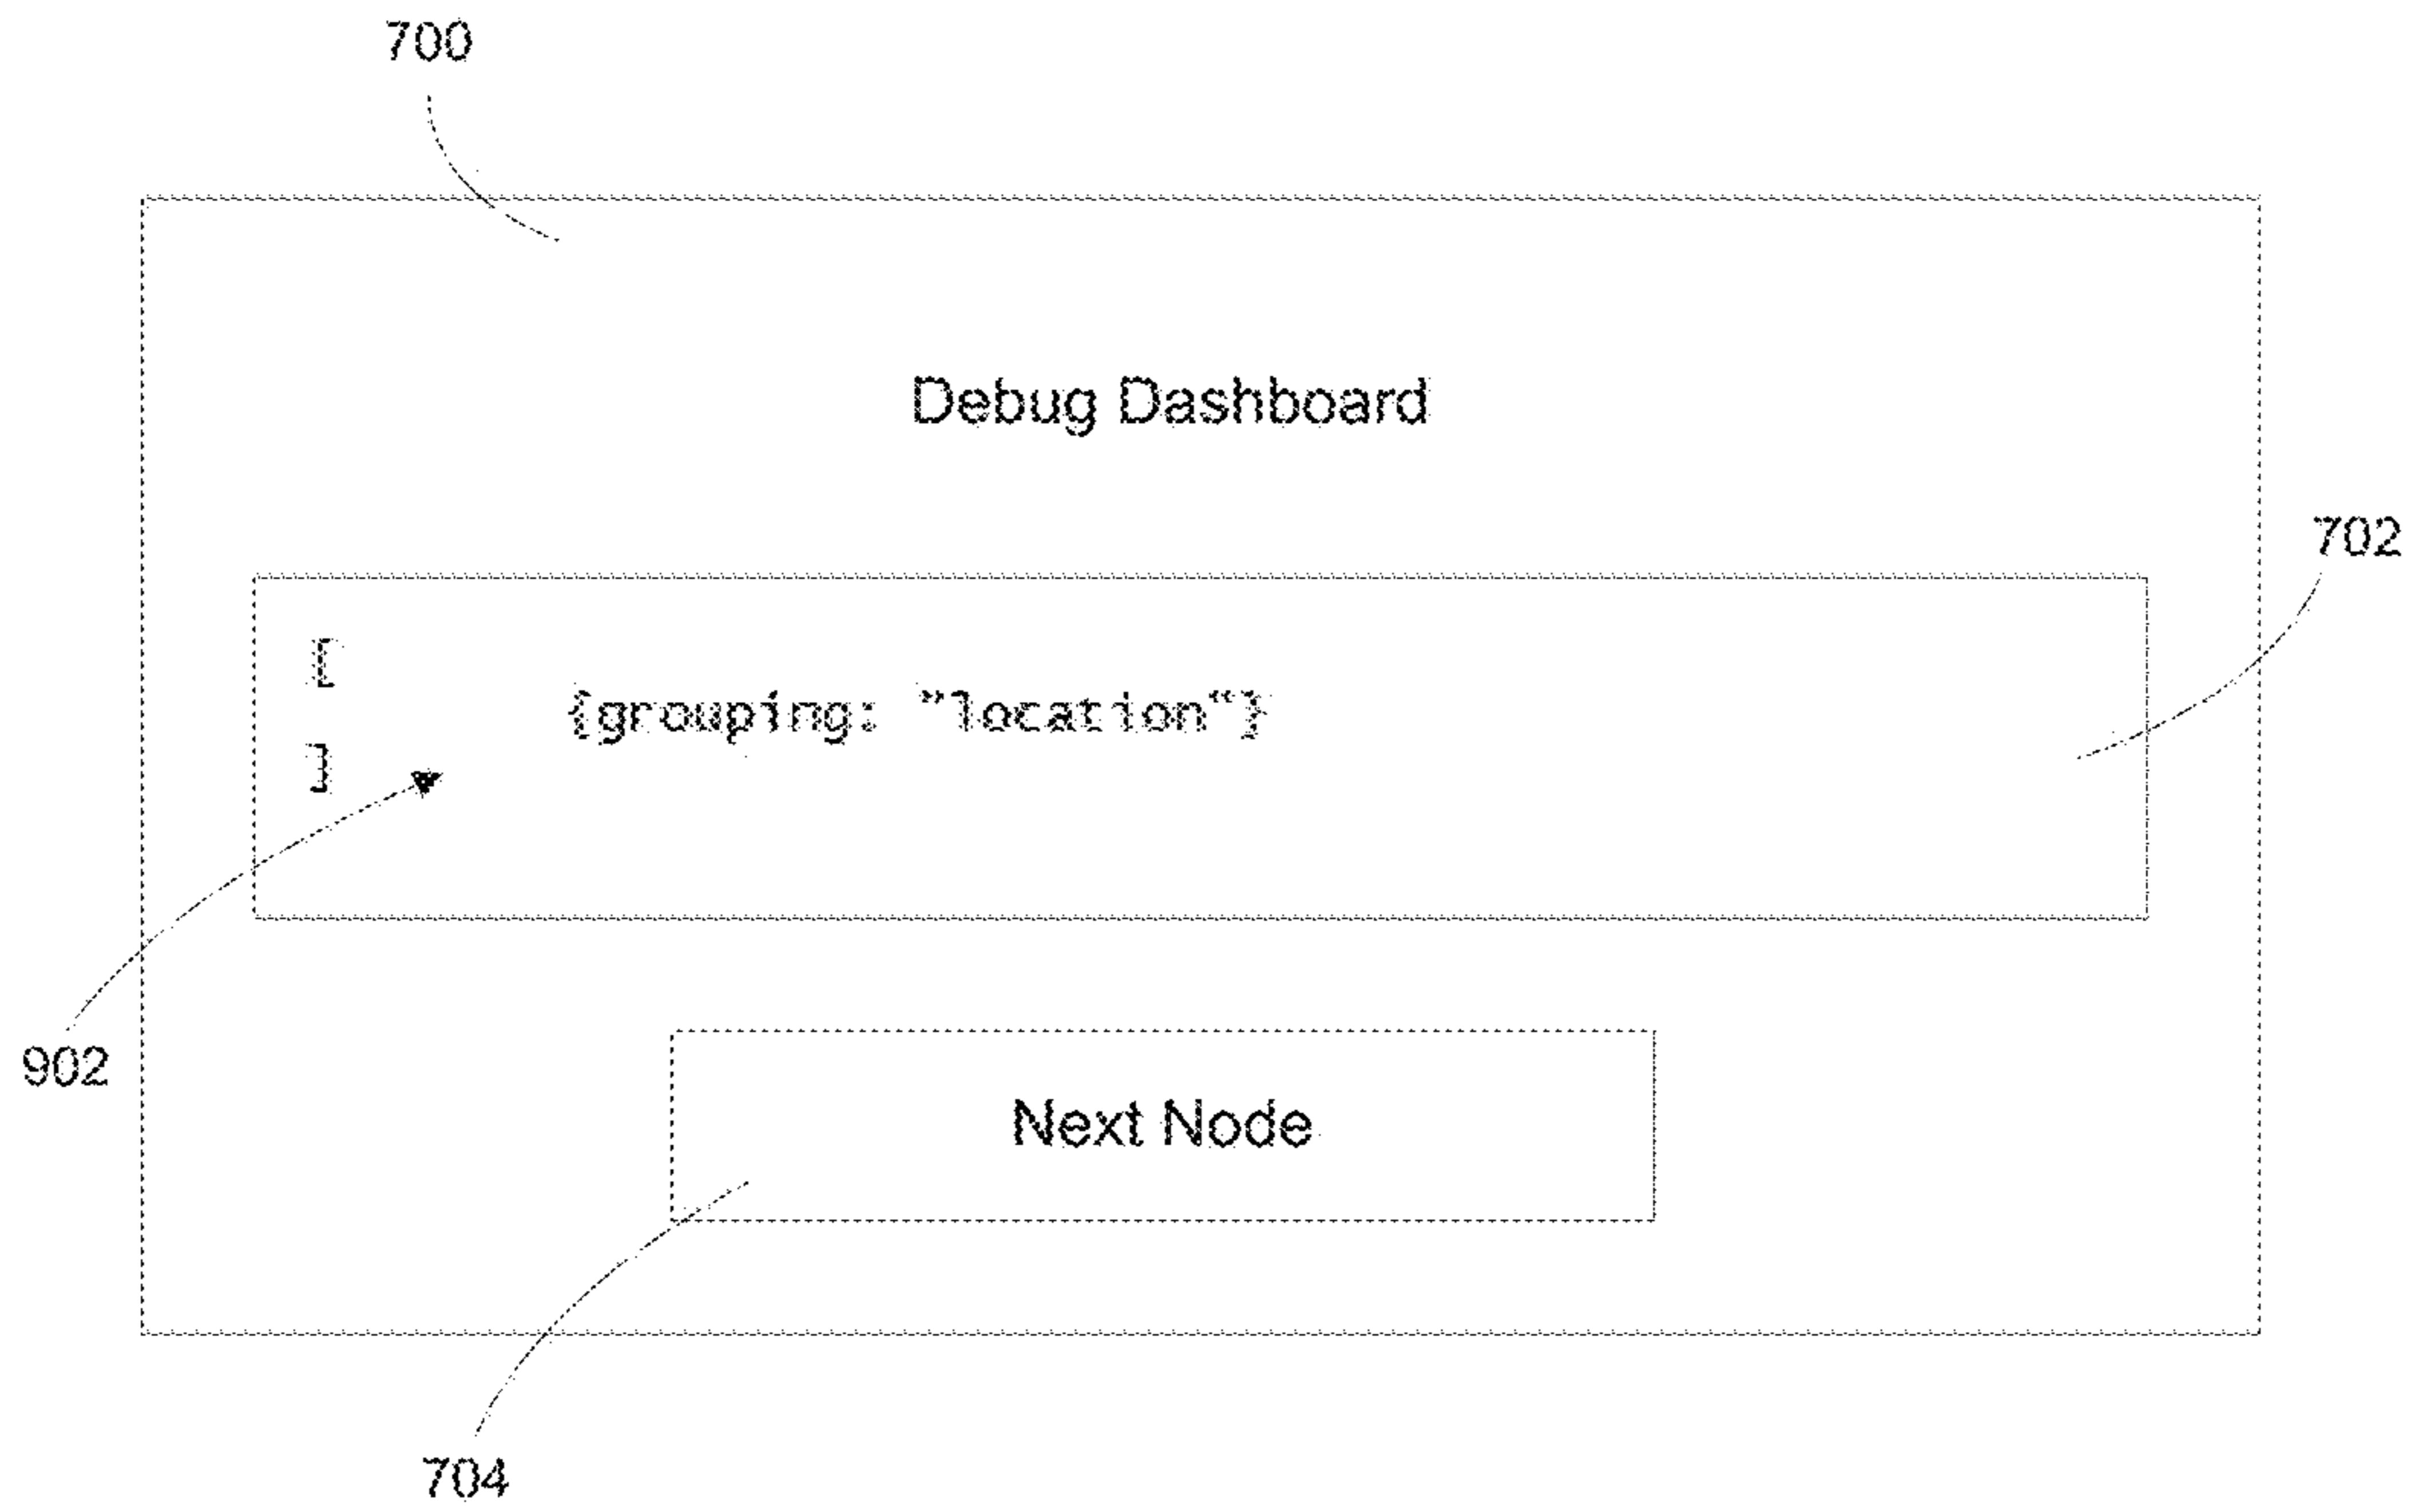 700
Debug Dashboard
702
[
{grouping: ”location“}
]
902
Next Node
704